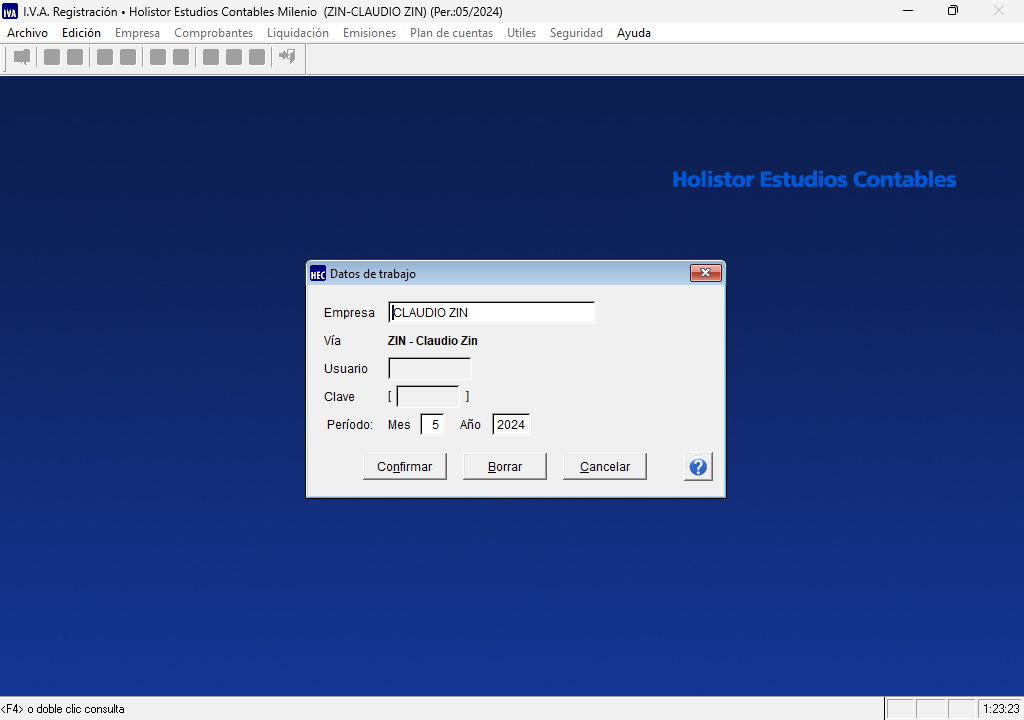 IVA I.V.A. Registración • Holistor Estudios Contables Milenio (ZIN-CLAUDIO ZIN) (Per.:05/2024)
Archivo Edición Empresa Comprobantes Liquidación Emisiones Plan de cuentas Utiles Seguridad Ayuda
Holistor Estudios Contables
HEC Datos de trabajo
Empresa CLAUDIO ZIN
Vía ZIN - Claudio Zin
Usuario
Clave [ ]
Período: Mes 5 Año 2024
Confirmar Borrar Cancelar ?
<F4> o doble clic consulta 1:23:23